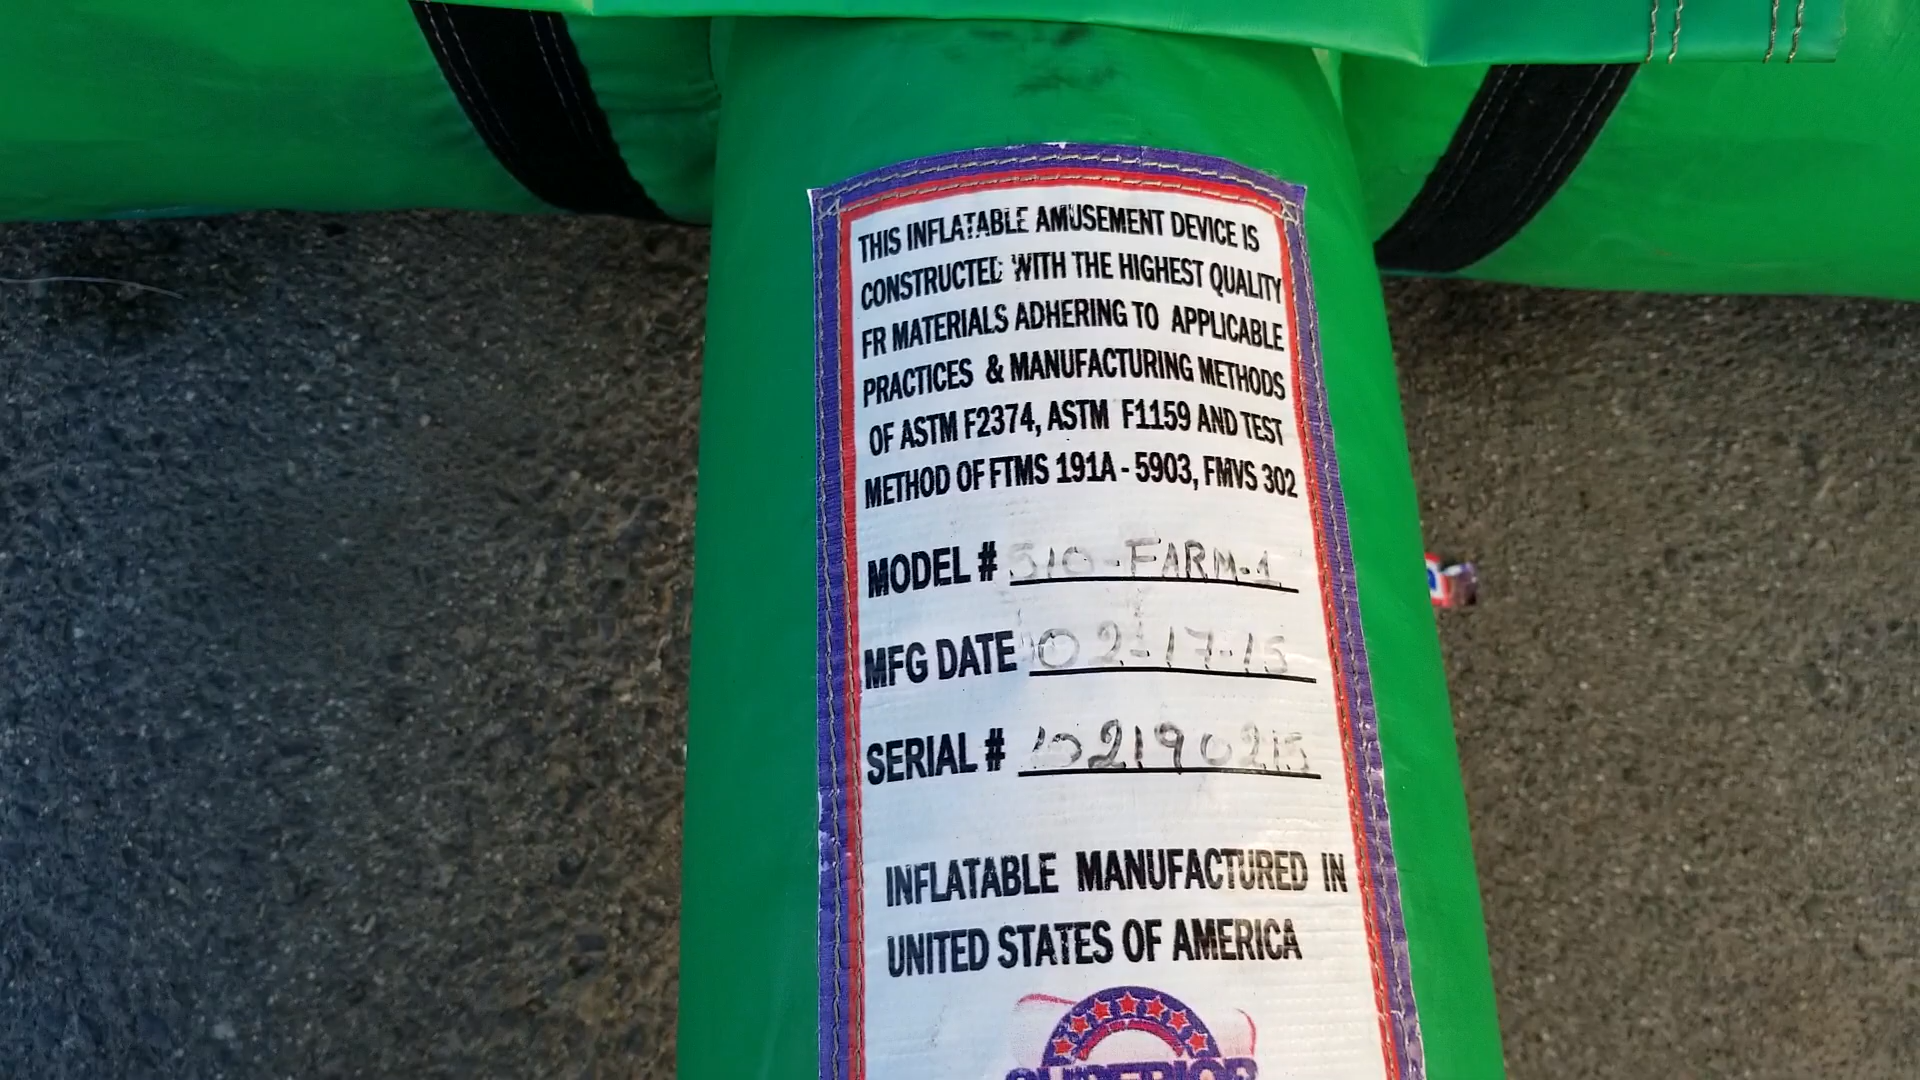 THIS INFLATABLE AMUSEMENT DEVICE IS
CONSTRUCTED WITH THE HIGHEST QUALITY
FR MATERIALS ADHERING TO APPLICABLE
PRACTICES & MANUFACTURING METHODS
OF ASTM F2374, ASTM F1159 AND TEST
METHOD OF FTMS 191A - 5903, FMVS 302
MODEL # 510-FARM-1
MFG DATE 02-17-15
SERIAL # 102190215
INFLATABLE MANUFACTURED IN
UNITED STATES OF AMERICA
SUPERIOR